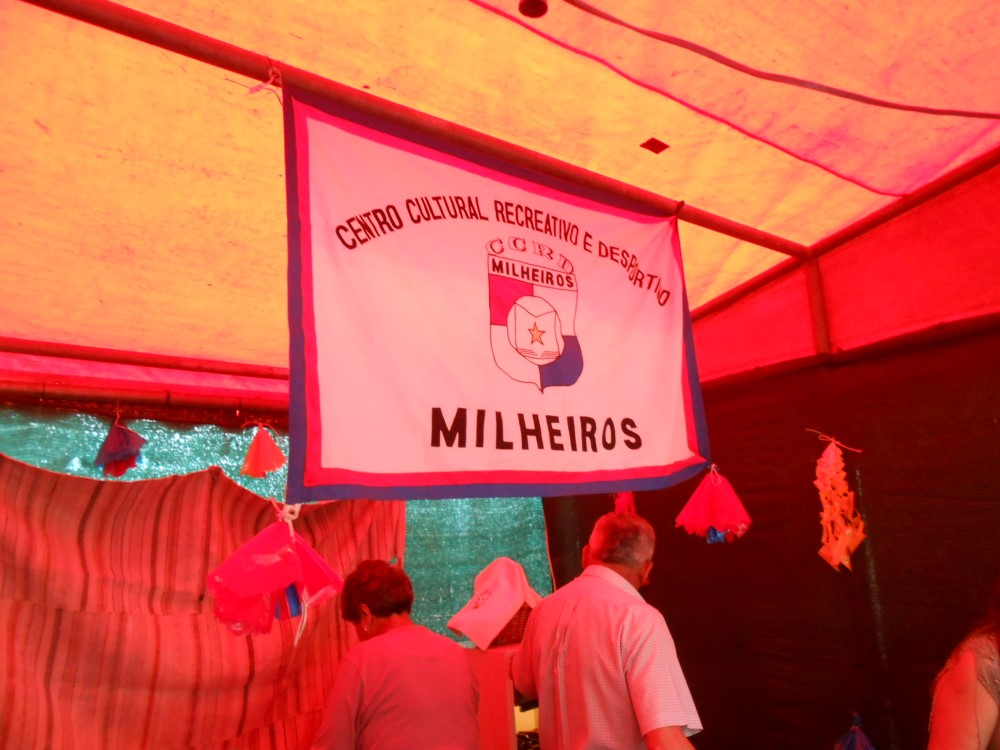 CENTRO CULTURAL RECREATIVO E DESPORTIVO
CCRD
MILHEIROS
MILHEIROS